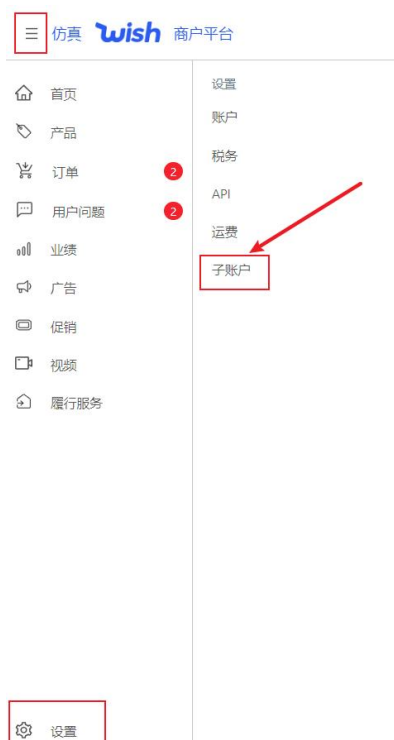 仿真 wish 商户平台
首页
产品
订单 2
用户问题 2
业绩
广告
促销
视频
履行服务
设置
设置
账户
税务
API
运费
子账户